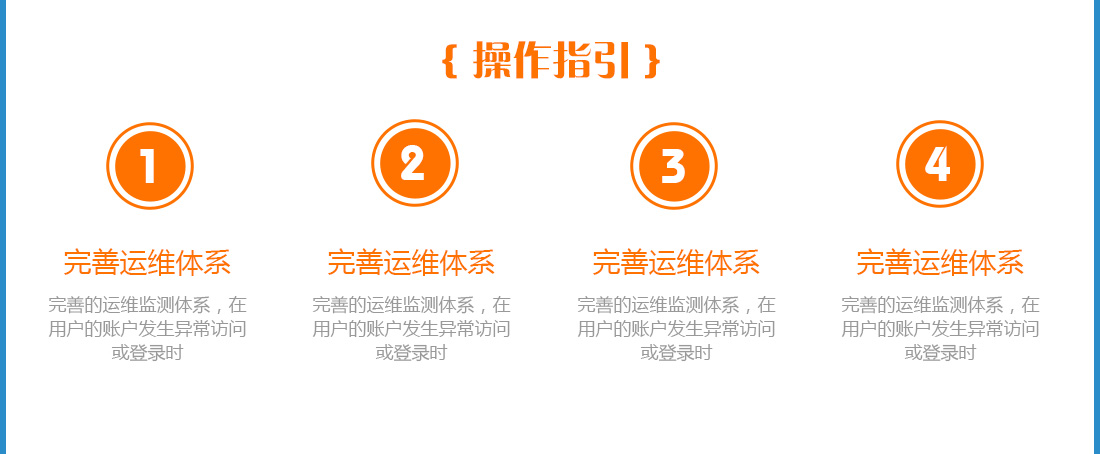 { 操作指引 }
1
2
3
4
完善运维体系
完善的运维监测体系，在
用户的账户发生异常访问
或登录时
完善运维体系
完善的运维监测体系，在
用户的账户发生异常访问
或登录时
完善运维体系
完善的运维监测体系，在
用户的账户发生异常访问
或登录时
完善运维体系
完善的运维监测体系，在
用户的账户发生异常访问
或登录时